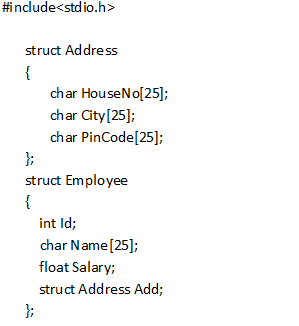 #include<stdio.h>
struct Address
{
char HouseNo[25];
char City[25];
char PinCode[25];
};
struct Employee
{
int Id;
char Name[25];
float Salary;
struct Address Add;
};